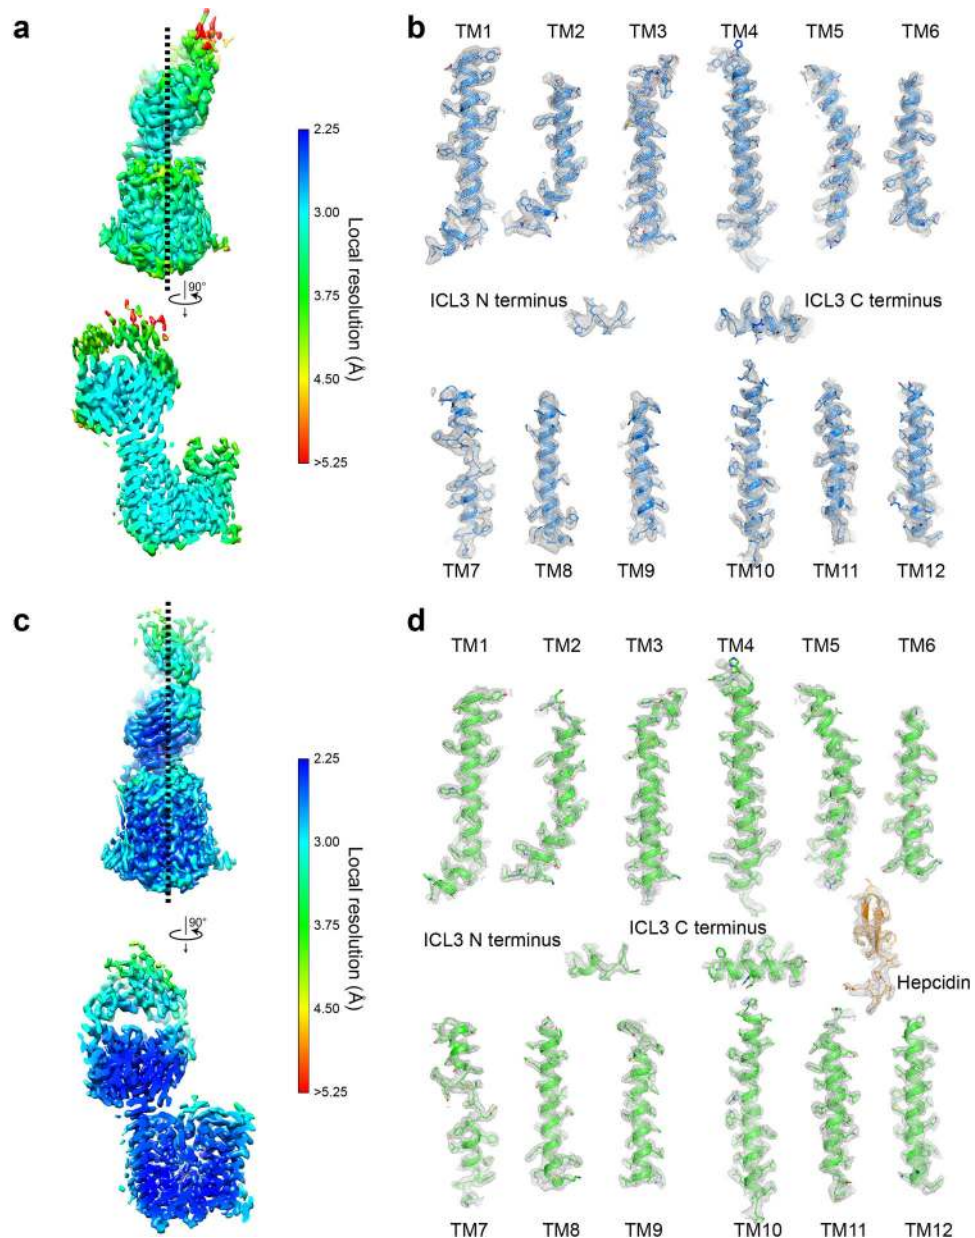 a
90°
2.25
3.00
3.75
4.50
>5.25
Local resolution (Å)
b
TM1 TM2 TM3 TM4 TM5 TM6
ICL3 N terminus
ICL3 C terminus
TM7 TM8 TM9 TM10 TM11 TM12
c
90°
2.25
3.00
3.75
4.50
>5.25
Local resolution (Å)
d
TM1 TM2 TM3 TM4 TM5 TM6
ICL3 N terminus
ICL3 C terminus
Hepcidin
TM7 TM8 TM9 TM10 TM11 TM12